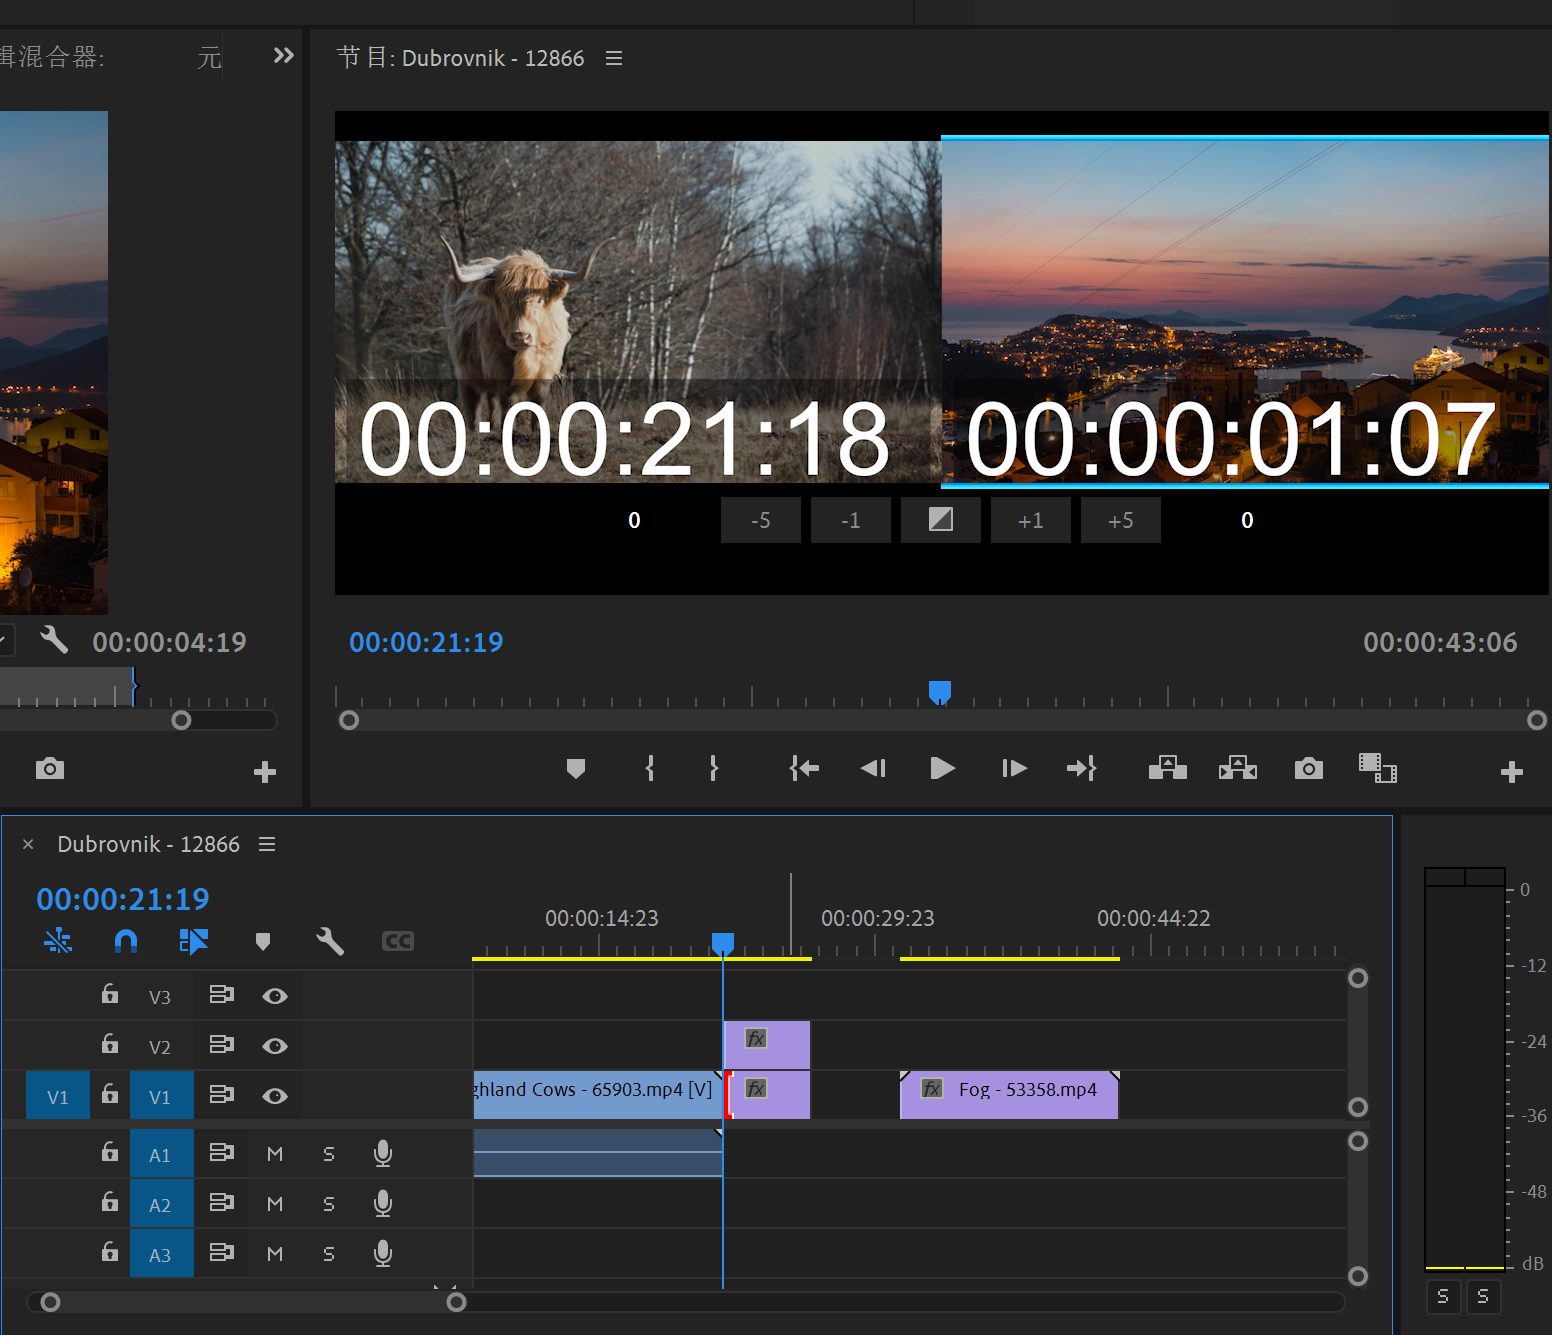 辑混合器:
元
节目: Dubrovnik - 12866
00:00:21:18
00:00:01:07
0
-5
-1
+1
+5
0
00:00:04:19
00:00:21:19
00:00:43:06
Dubrovnik - 12866
00:00:21:19
00:00:14:23
00:00:29:23
00:00:44:22
CC
V3
V2
fx
V1
V1
ghland Cows - 65903.mp4 [V]
fx
fx
Fog - 53358.mp4
A1
M
S
A2
M
S
A3
M
S
0
-12
-24
-36
-48
dB
S
S